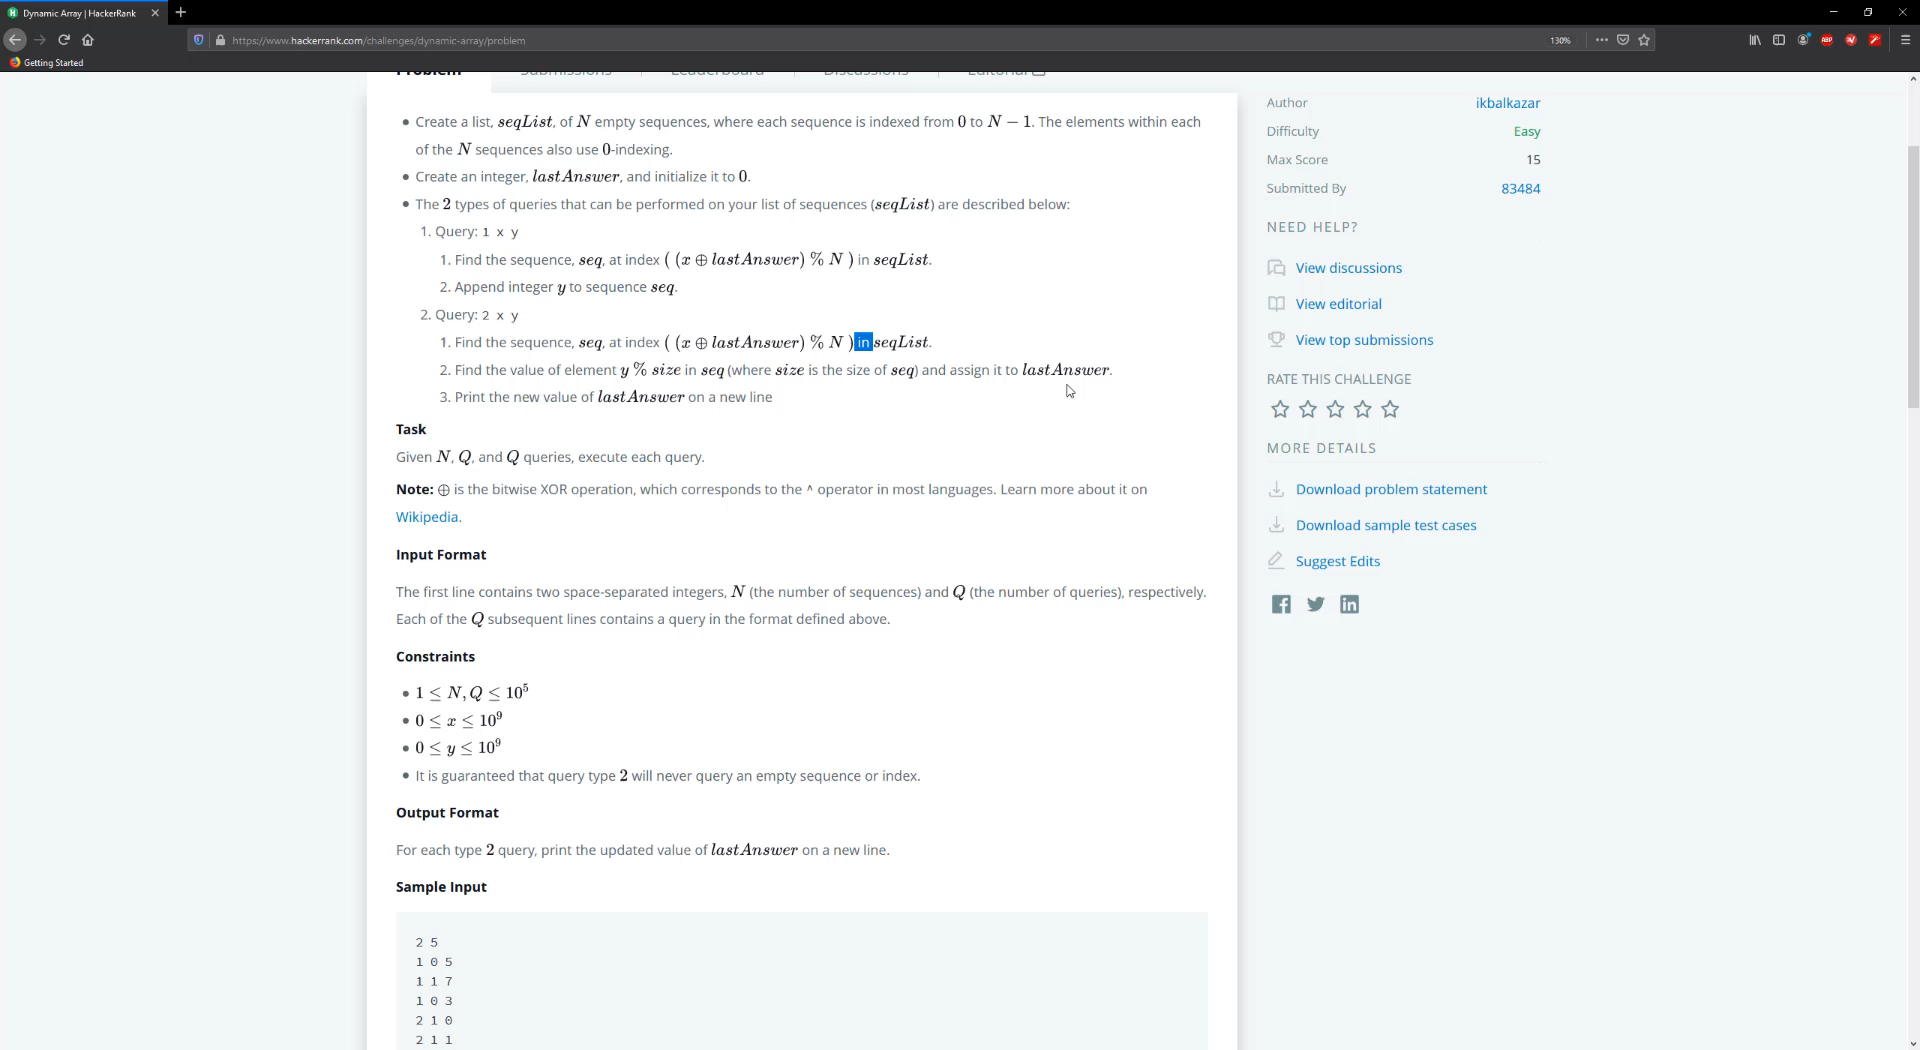 Dynamic Array | HackerRank
https://www.hackerrank.com/challenges/dynamic-array/problem
130%
ABP
Getting Started
Problem Submissions Leaderboard Discussions Editorial
• Create a list, seqList, of N empty sequences, where each sequence is indexed from 0 to N − 1. The elements within each
of the N sequences also use 0-indexing.
• Create an integer, lastAnswer, and initialize it to 0.
• The 2 types of queries that can be performed on your list of sequences (seqList) are described below:
1. Query: 1 x y
1. Find the sequence, seq, at index ( (x ⊕ lastAnswer) % N ) in seqList.
2. Append integer y to sequence seq.
2. Query: 2 x y
1. Find the sequence, seq, at index ( (x ⊕ lastAnswer) % N ) in seqList.
2. Find the value of element y % size in seq (where size is the size of seq) and assign it to lastAnswer.
3. Print the new value of lastAnswer on a new line
Task
Given N, Q, and Q queries, execute each query.
Note: ⊕ is the bitwise XOR operation, which corresponds to the ^ operator in most languages. Learn more about it on
Wikipedia.
Input Format
The first line contains two space-separated integers, N (the number of sequences) and Q (the number of queries), respectively.
Each of the Q subsequent lines contains a query in the format defined above.
Constraints
• 1 ≤ N, Q ≤ 10⁵
• 0 ≤ x ≤ 10⁹
• 0 ≤ y ≤ 10⁹
• It is guaranteed that query type 2 will never query an empty sequence or index.
Output Format
For each type 2 query, print the updated value of lastAnswer on a new line.
Sample Input
2 5
1 0 5
1 1 7
1 0 3
2 1 0
2 1 1
Author ikbalkazar
Difficulty Easy
Max Score 15
Submitted By 83484
NEED HELP?
View discussions
View editorial
View top submissions
RATE THIS CHALLENGE
MORE DETAILS
Download problem statement
Download sample test cases
Suggest Edits